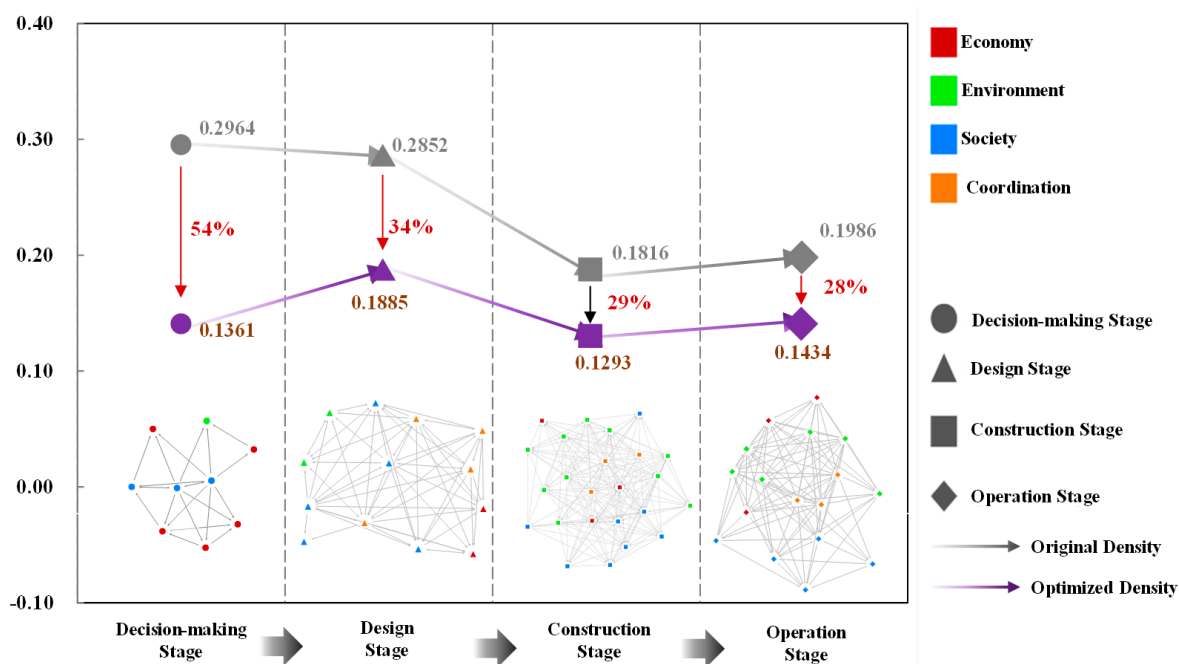 0.40
0.30
0.20
0.10
0.00
-0.10
0.2964
0.2852
0.1816
0.1986
54%
34%
29%
28%
0.1361
0.1885
0.1293
0.1434
Decision-making
Stage
Design
Stage
Construction
Stage
Operation
Stage
Economy
Environment
Society
Coordination
Decision-making Stage
Design Stage
Construction Stage
Operation Stage
Original Density
Optimized Density